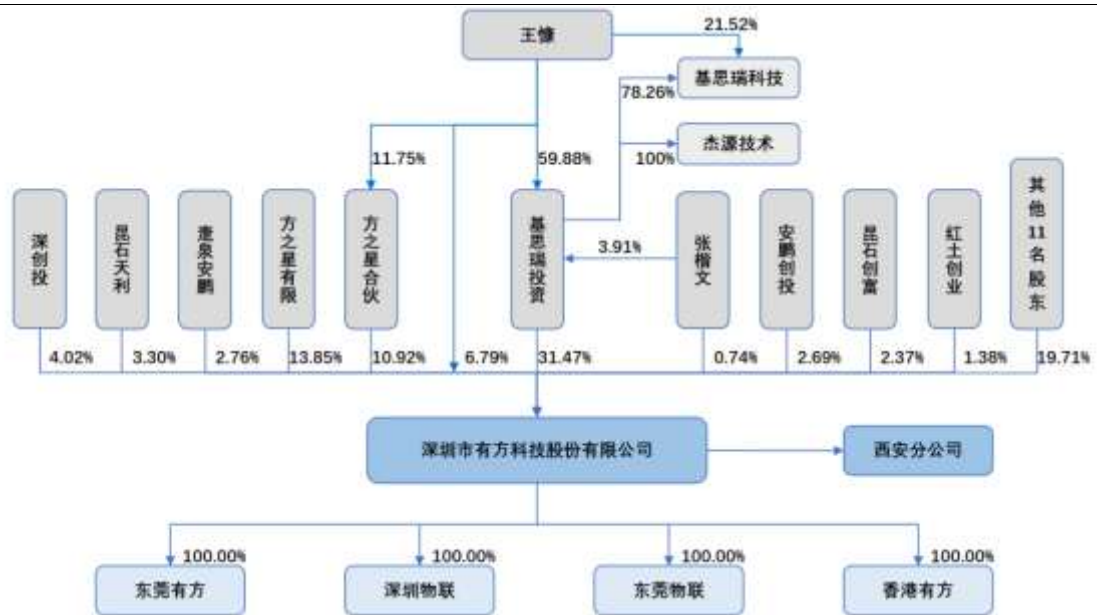 王慷
21.52%
基思瑞科技
78.26%
杰源技术
100%
11.75%
59.88%
深创投
昆石天利
方之星有限
方之星合伙
基思瑞投资
3.91%
张楷文
安鹏创投
昆石创富
红土创业
其他11名股东
4.02%
3.30%
2.76%
13.85%
10.92%
6.79%
31.47%
0.74%
2.69%
2.37%
1.38%
19.71%
深圳市有方科技股份有限公司
西安分公司
100.00%
100.00%
100.00%
100.00%
东莞有方
深圳物联
东莞物联
香港有方